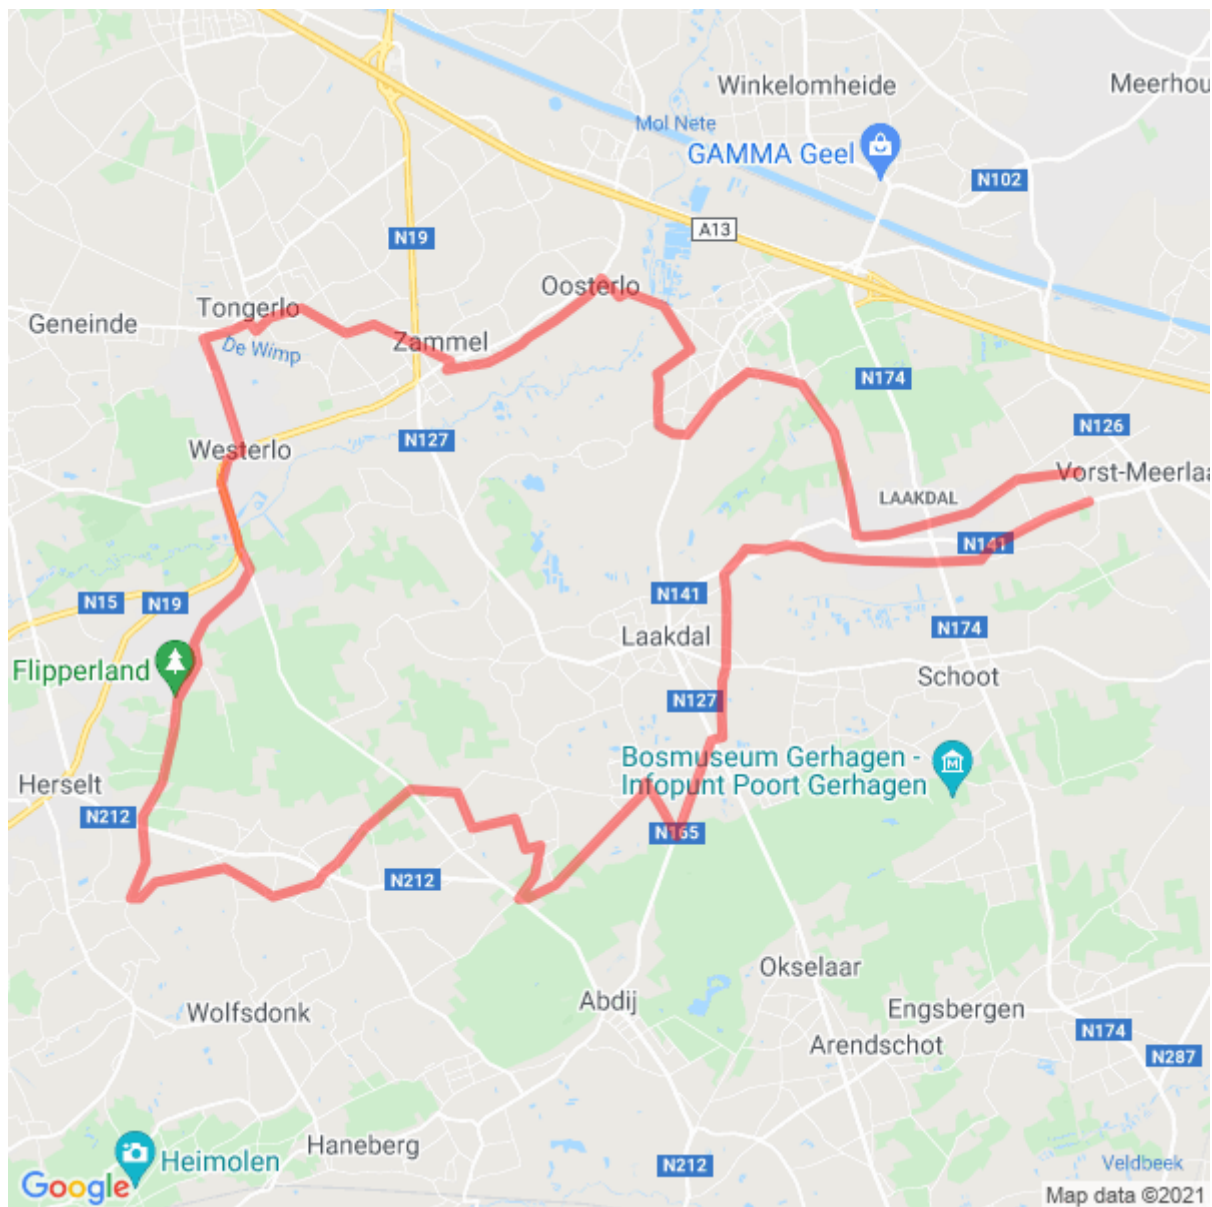 Winkelomheide
Meerhou
Mol Nete
GAMMA Geel
N102
A13
N19
Oosterlo
Tongerlo
Geneinde
De Wimp
Zammel
N174
N126
N127
Westerlo
Vorst-Meerlaa
LAAKDAL
N141
N15
N19
N141
N174
Laakdal
Flipperland
Schoot
N127
Bosmuseum Gerhagen -
Infopunt Poort Gerhagen
Herselt
N212
N165
N212
Okselaar
Abdij
Engsbergen
Wolfsdonk
N174
Arendschot
N287
Haneberg
Heimolen
N212
Veldbeek
Google
Map data ©2021